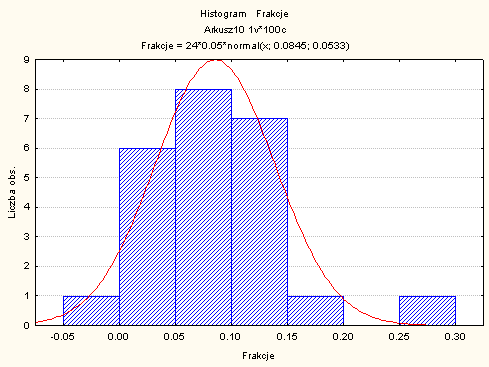 Histogram Frakcje
Arkusz10 1v*100c
Frakcje = 24*0.05*normal(x; 0.0845; 0.0533)
9
8
7
6
5
4
3
2
1
0
Liczba obs.
-0.05 0.00 0.05 0.10 0.15 0.20 0.25 0.30
Frakcje